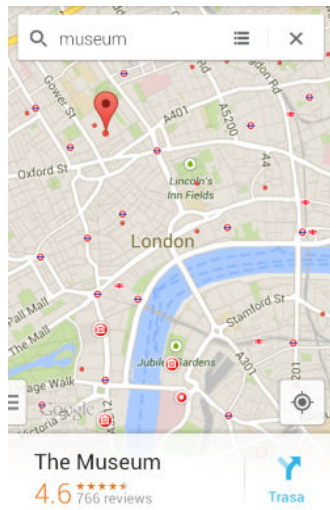 museum
Gower St
A401
A5200
Oxford St
A4
Lincoln's
Inn Fields
London
Pall Mall
The Mall
Stamford St
Jubilee Gardens
A301
Victoria St
Google
The Museum
4.6
766 reviews
Trasa